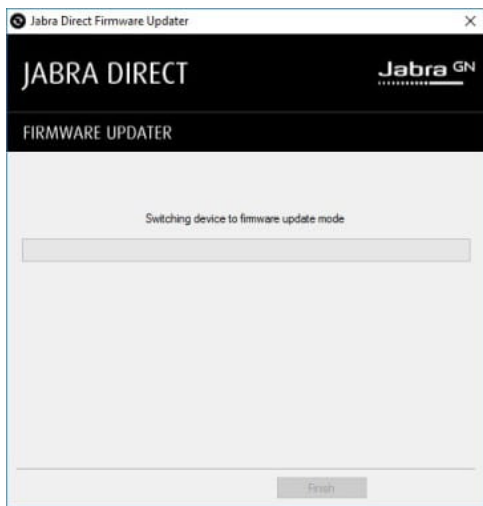 Jabra Direct Firmware Updater
JABRA DIRECT
Jabra GN
FIRMWARE UPDATER
Switching device to firmware update mode
Finish